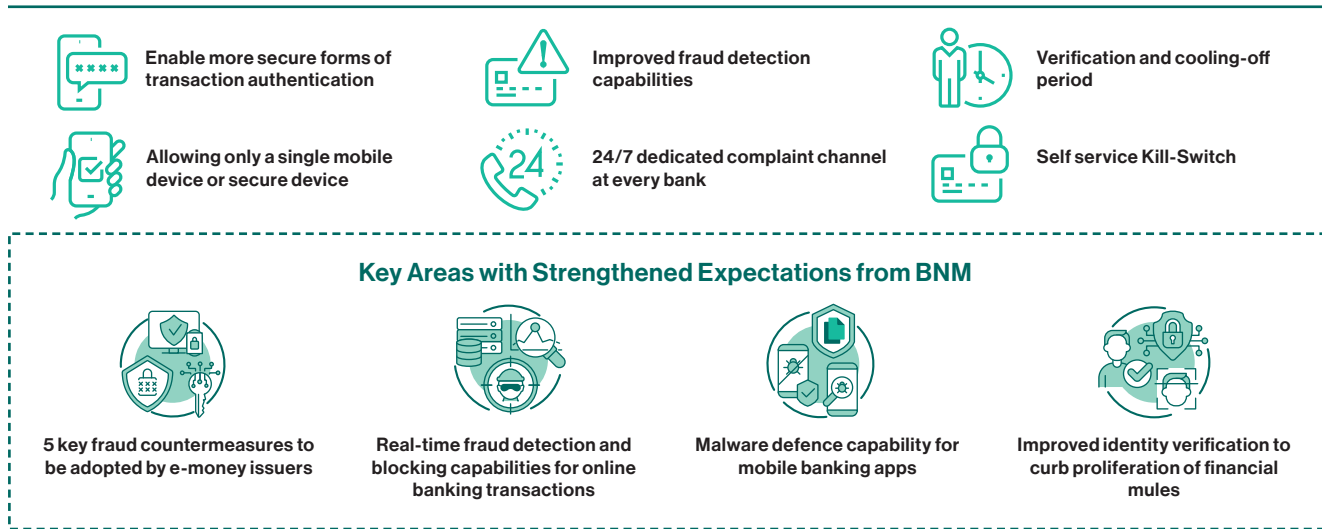 Enable more secure forms of
transaction authentication
Improved fraud detection
capabilities
Verification and cooling-off
period
Allowing only a single mobile
device or secure device
24
24/7 dedicated complaint channel
at every bank
Self service Kill-Switch
Key Areas with Strengthened Expectations from BNM
5 key fraud countermeasures to
be adopted by e-money issuers
Real-time fraud detection and
blocking capabilities for online
banking transactions
Malware defence capability for
mobile banking apps
Improved identity verification to
curb proliferation of financial
mules